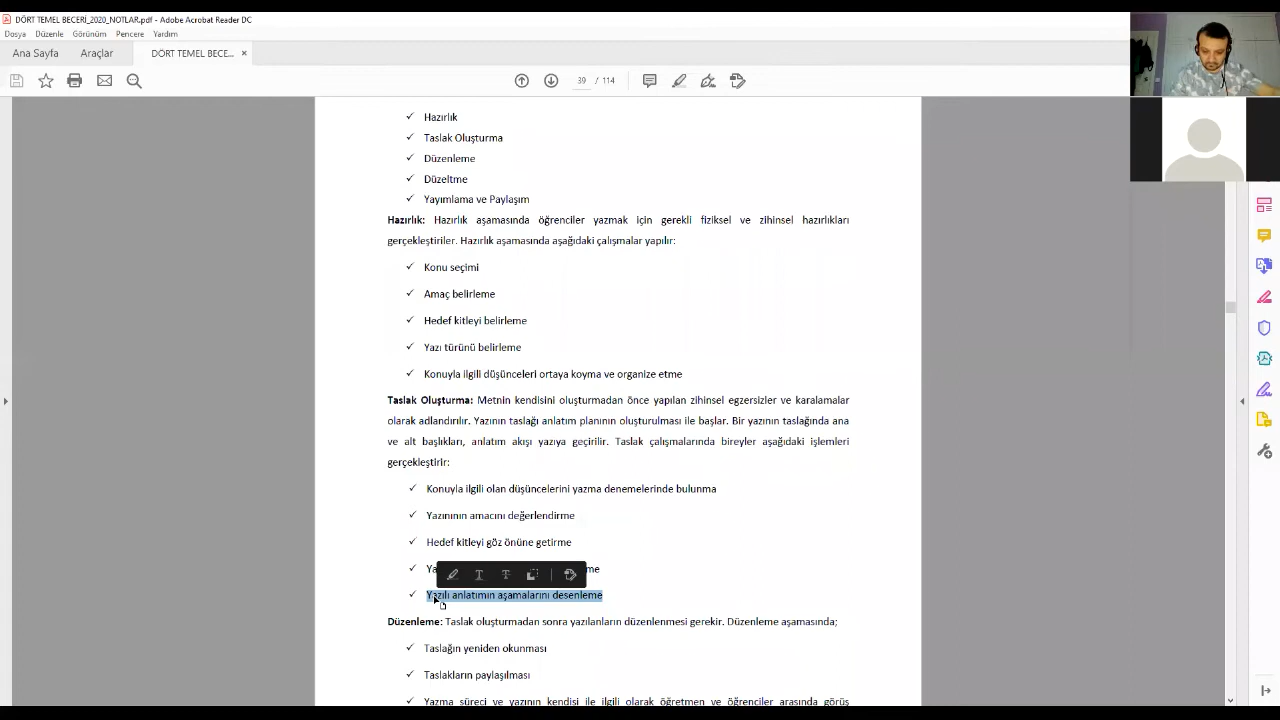 DÖRT TEMEL BECERİ_2020_NOTLAR.pdf - Adobe Acrobat Reader DC
Dosya Düzenle Görünüm Pencere Yardım
Ana Sayfa Araçlar DÖRT TEMEL BECE... ×
39 / 114
✓ Hazırlık
✓ Taslak Oluşturma
✓ Düzenleme
✓ Düzeltme
✓ Yayımlama ve Paylaşım
Hazırlık: Hazırlık aşamasında öğrenciler yazmak için gerekli fiziksel ve zihinsel hazırlıkları
gerçekleştiriler. Hazırlık aşamasında aşağıdaki çalışmalar yapılır:
✓ Konu seçimi
✓ Amaç belirleme
✓ Hedef kitleyi belirleme
✓ Yazı türünü belirleme
✓ Konuyla ilgili düşünceleri ortaya koyma ve organize etme
Taslak Oluşturma: Metnin kendisini oluşturmadan önce yapılan zihinsel egzersizler ve karalamalar
olarak adlandırılır. Yazının taslağı anlatım planının oluşturulması ile başlar. Bir yazının taslağında ana
ve alt başlıkları, anlatım akışı yazıya geçirilir. Taslak çalışmalarında bireyler aşağıdaki işlemleri
gerçekleştirir:
✓ Konuyla ilgili olan düşüncelerini yazma denemelerinde bulunma
✓ Yazınının amacını değerlendirme
✓ Hedef kitleyi göz önüne getirme
✓ Ya me
✓ Yazılı anlatımın aşamalarını desenleme
Düzenleme: Taslak oluşturmadan sonra yazılanların düzenlenmesi gerekir. Düzenleme aşamasında;
✓ Taslağın yeniden okunması
✓ Taslakların paylaşılması
✓ Yazma süreci ve yazının kendisi ile ilgili olarak öğretmen ve öğrenciler arasında görüş